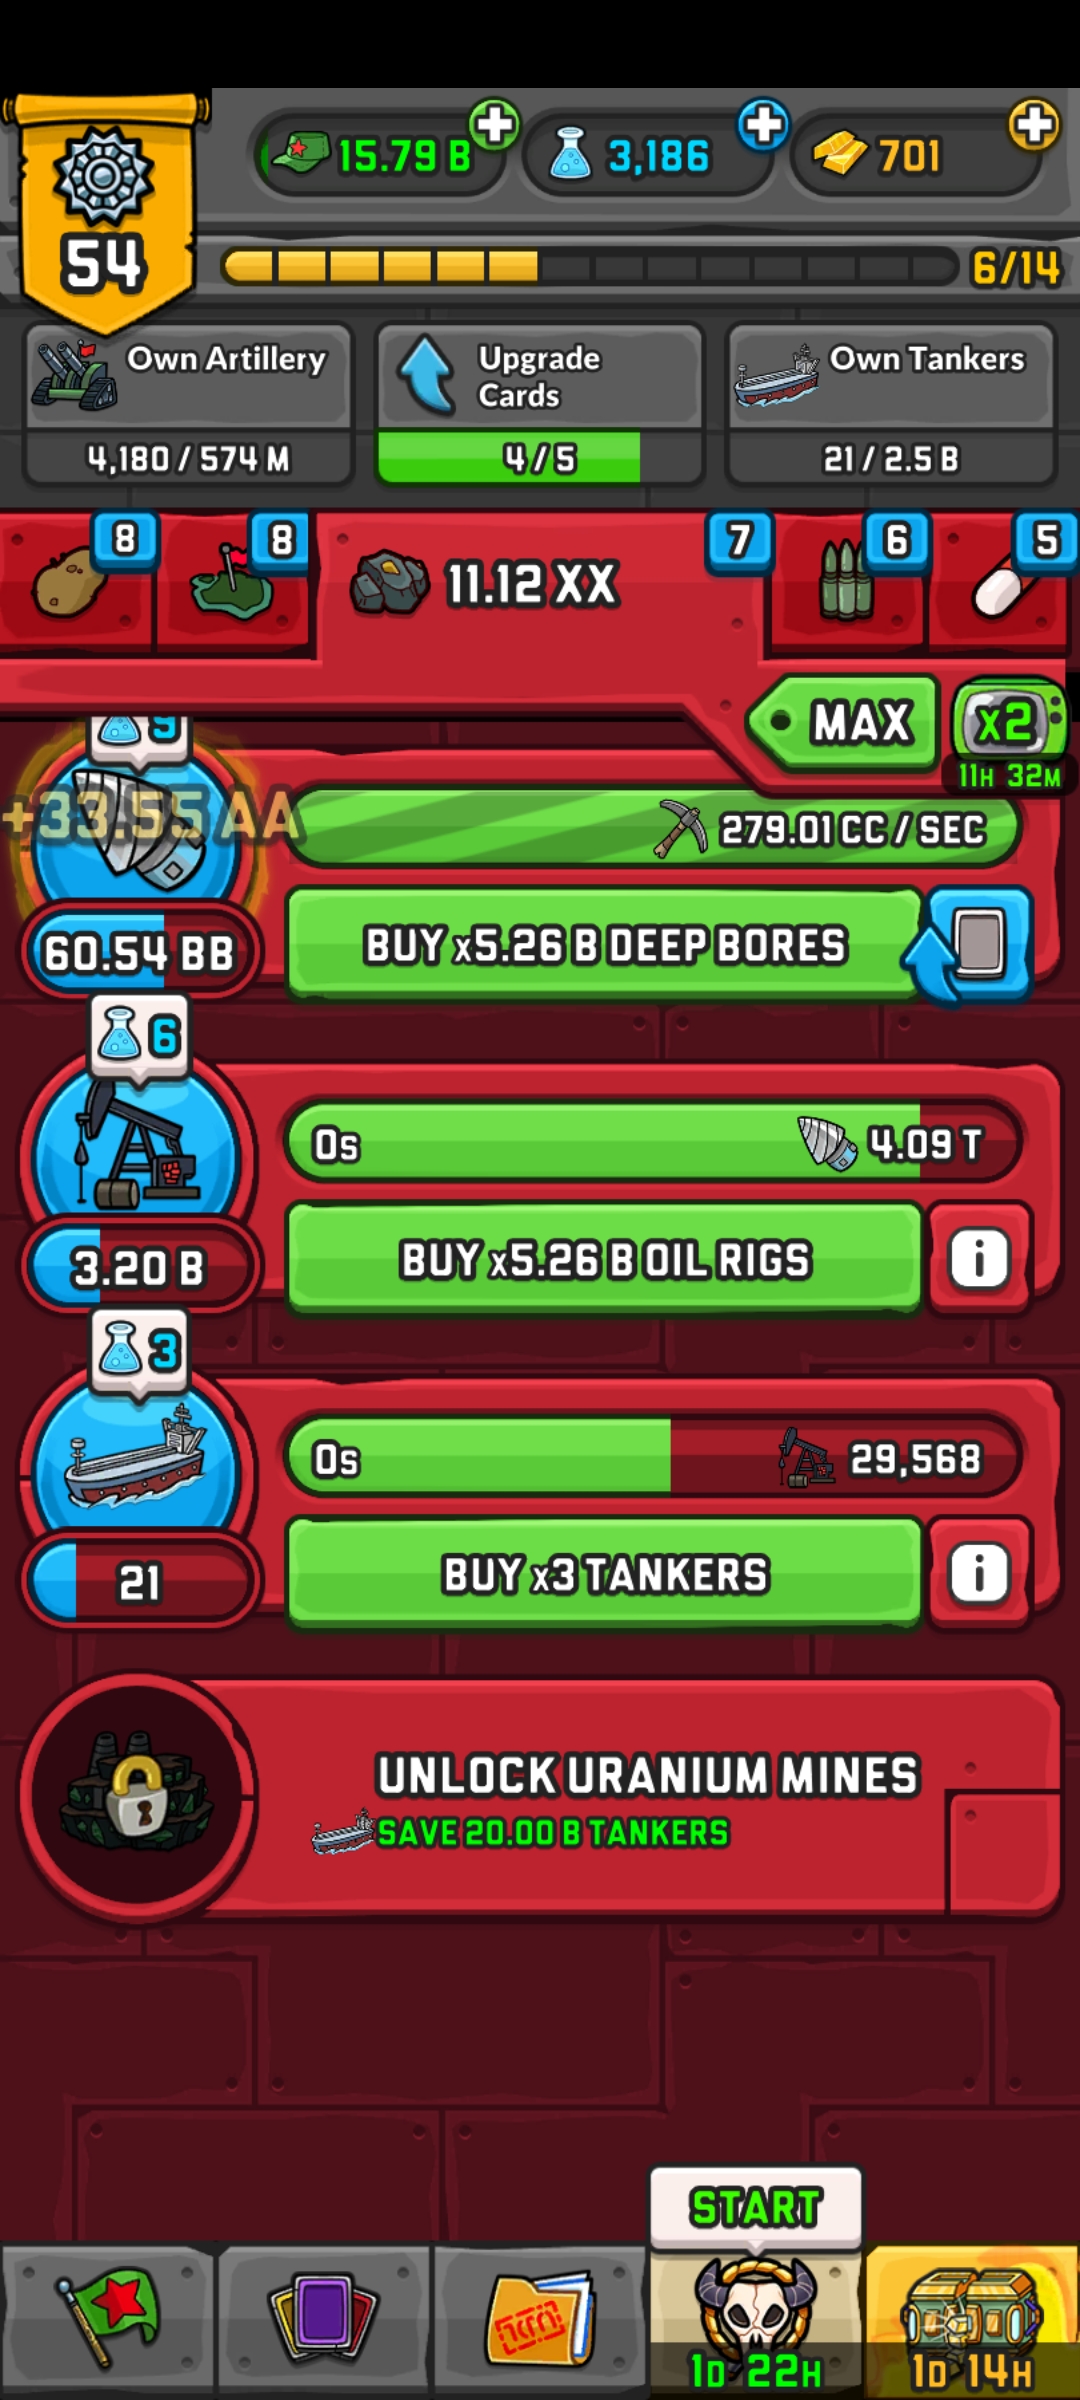 54
15.79 B
3,186
701
6/14
Own Artillery
4,180 / 574 M
Upgrade
Cards
4 / 5
Own Tankers
21 / 2.5 B
8
8
11.12 XX
7
6
5
MAX
x2
11H 32M
9
+33.55 AA
279.01 CC / SEC
60.54 BB
BUY x5.26 B DEEP BORES
6
0s
4.09 T
3.20 B
BUY x5.26 B OIL RIGS
3
0s
29,568
21
BUY x3 TANKERS
UNLOCK URANIUM MINES
SAVE 20.00 B TANKERS
START
1D 22H
1D 14H